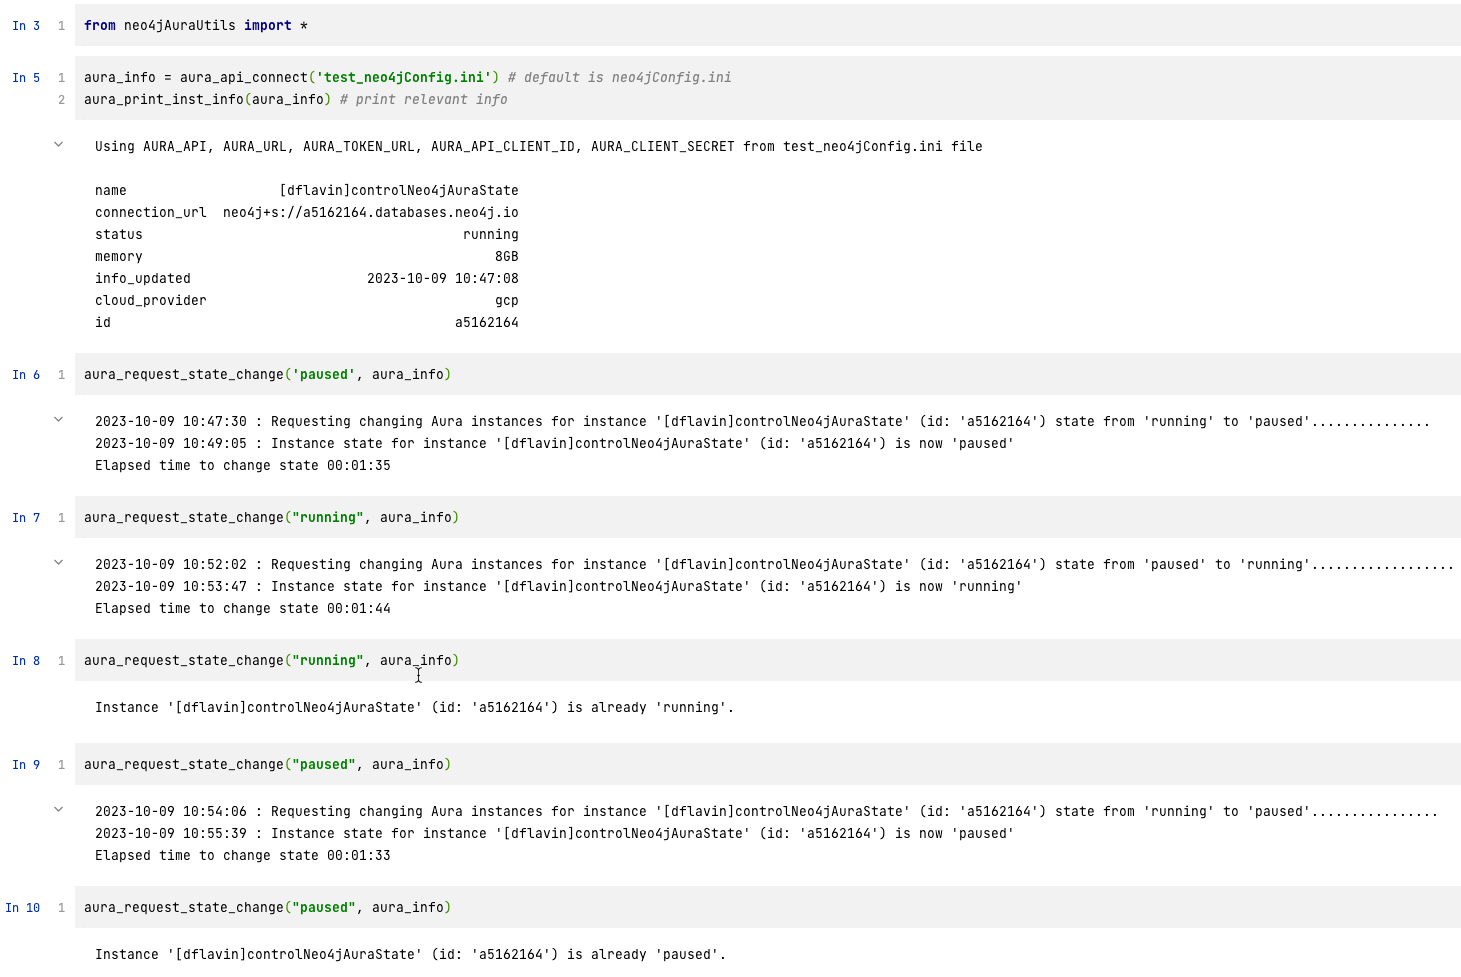 In 3 1 from neo4jAuraUtils import *
In 5 1 aura_info = aura_api_connect('test_neo4jConfig.ini') # default is neo4jConfig.ini
2 aura_print_inst_info(aura_info) # print relevant info
Using AURA_API, AURA_URL, AURA_TOKEN_URL, AURA_API_CLIENT_ID, AURA_CLIENT_SECRET from test_neo4jConfig.ini file
name [dflavin]controlNeo4jAuraState
connection_url neo4j+s://a5162164.databases.neo4j.io
status running
memory 8GB
info_updated 2023-10-09 10:47:08
cloud_provider gcp
id a5162164
In 6 1 aura_request_state_change('paused', aura_info)
2023-10-09 10:47:30 : Requesting changing Aura instances for instance '[dflavin]controlNeo4jAuraState' (id: 'a5162164') state from 'running' to 'paused'...............
2023-10-09 10:49:05 : Instance state for instance '[dflavin]controlNeo4jAuraState' (id: 'a5162164') is now 'paused'
Elapsed time to change state 00:01:35
In 7 1 aura_request_state_change("running", aura_info)
2023-10-09 10:52:02 : Requesting changing Aura instances for instance '[dflavin]controlNeo4jAuraState' (id: 'a5162164') state from 'paused' to 'running'..................
2023-10-09 10:53:47 : Instance state for instance '[dflavin]controlNeo4jAuraState' (id: 'a5162164') is now 'running'
Elapsed time to change state 00:01:44
In 8 1 aura_request_state_change("running", aura_info)
Instance '[dflavin]controlNeo4jAuraState' (id: 'a5162164') is already 'running'.
In 9 1 aura_request_state_change("paused", aura_info)
2023-10-09 10:54:06 : Requesting changing Aura instances for instance '[dflavin]controlNeo4jAuraState' (id: 'a5162164') state from 'running' to 'paused'................
2023-10-09 10:55:39 : Instance state for instance '[dflavin]controlNeo4jAuraState' (id: 'a5162164') is now 'paused'
Elapsed time to change state 00:01:33
In 10 1 aura_request_state_change("paused", aura_info)
Instance '[dflavin]controlNeo4jAuraState' (id: 'a5162164') is already 'paused'.